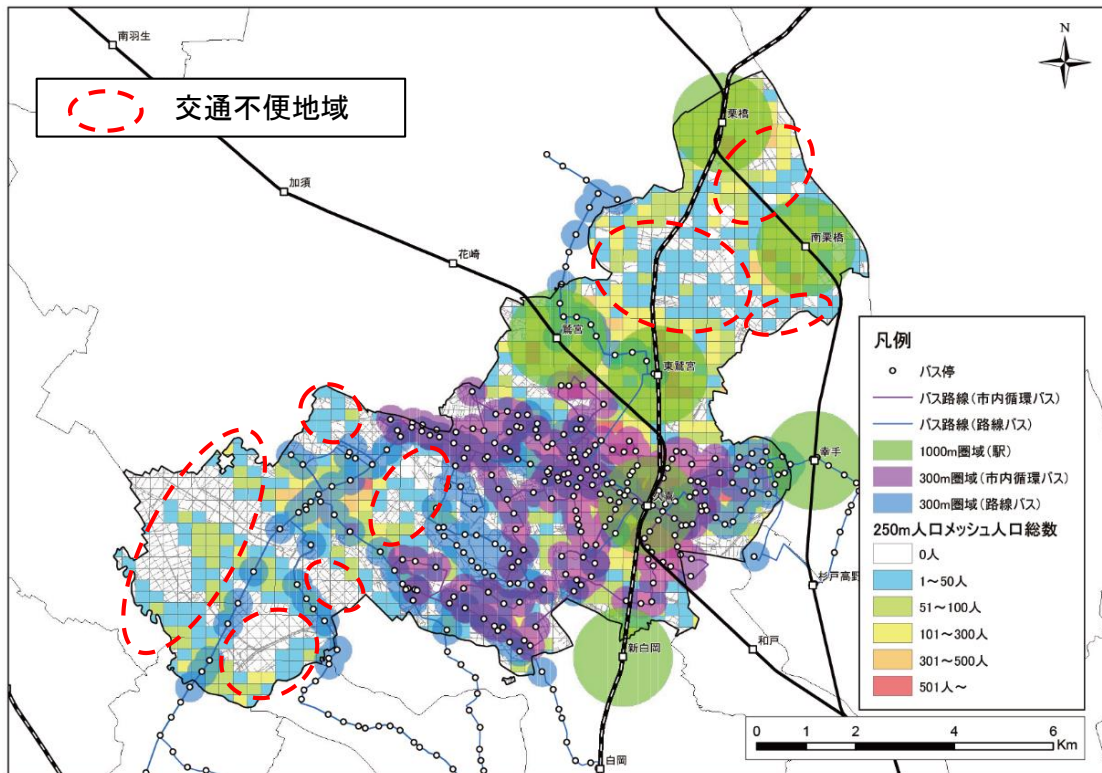 南羽生
N
交通不便地域
栗橋
加須
南栗橋
花崎
鷲宮
東鷲宮
幸手
杉戸高野
和戸
新白岡
白岡
凡例
バス停
バス路線(市内循環バス)
バス路線(路線バス)
1000m圏域(駅)
300m圏域(市内循環バス)
300m圏域(路線バス)
250m人口メッシュ人口総数
0人
1～50人
51～100人
101～300人
301～500人
501人～
0 1 2 4 6
Km